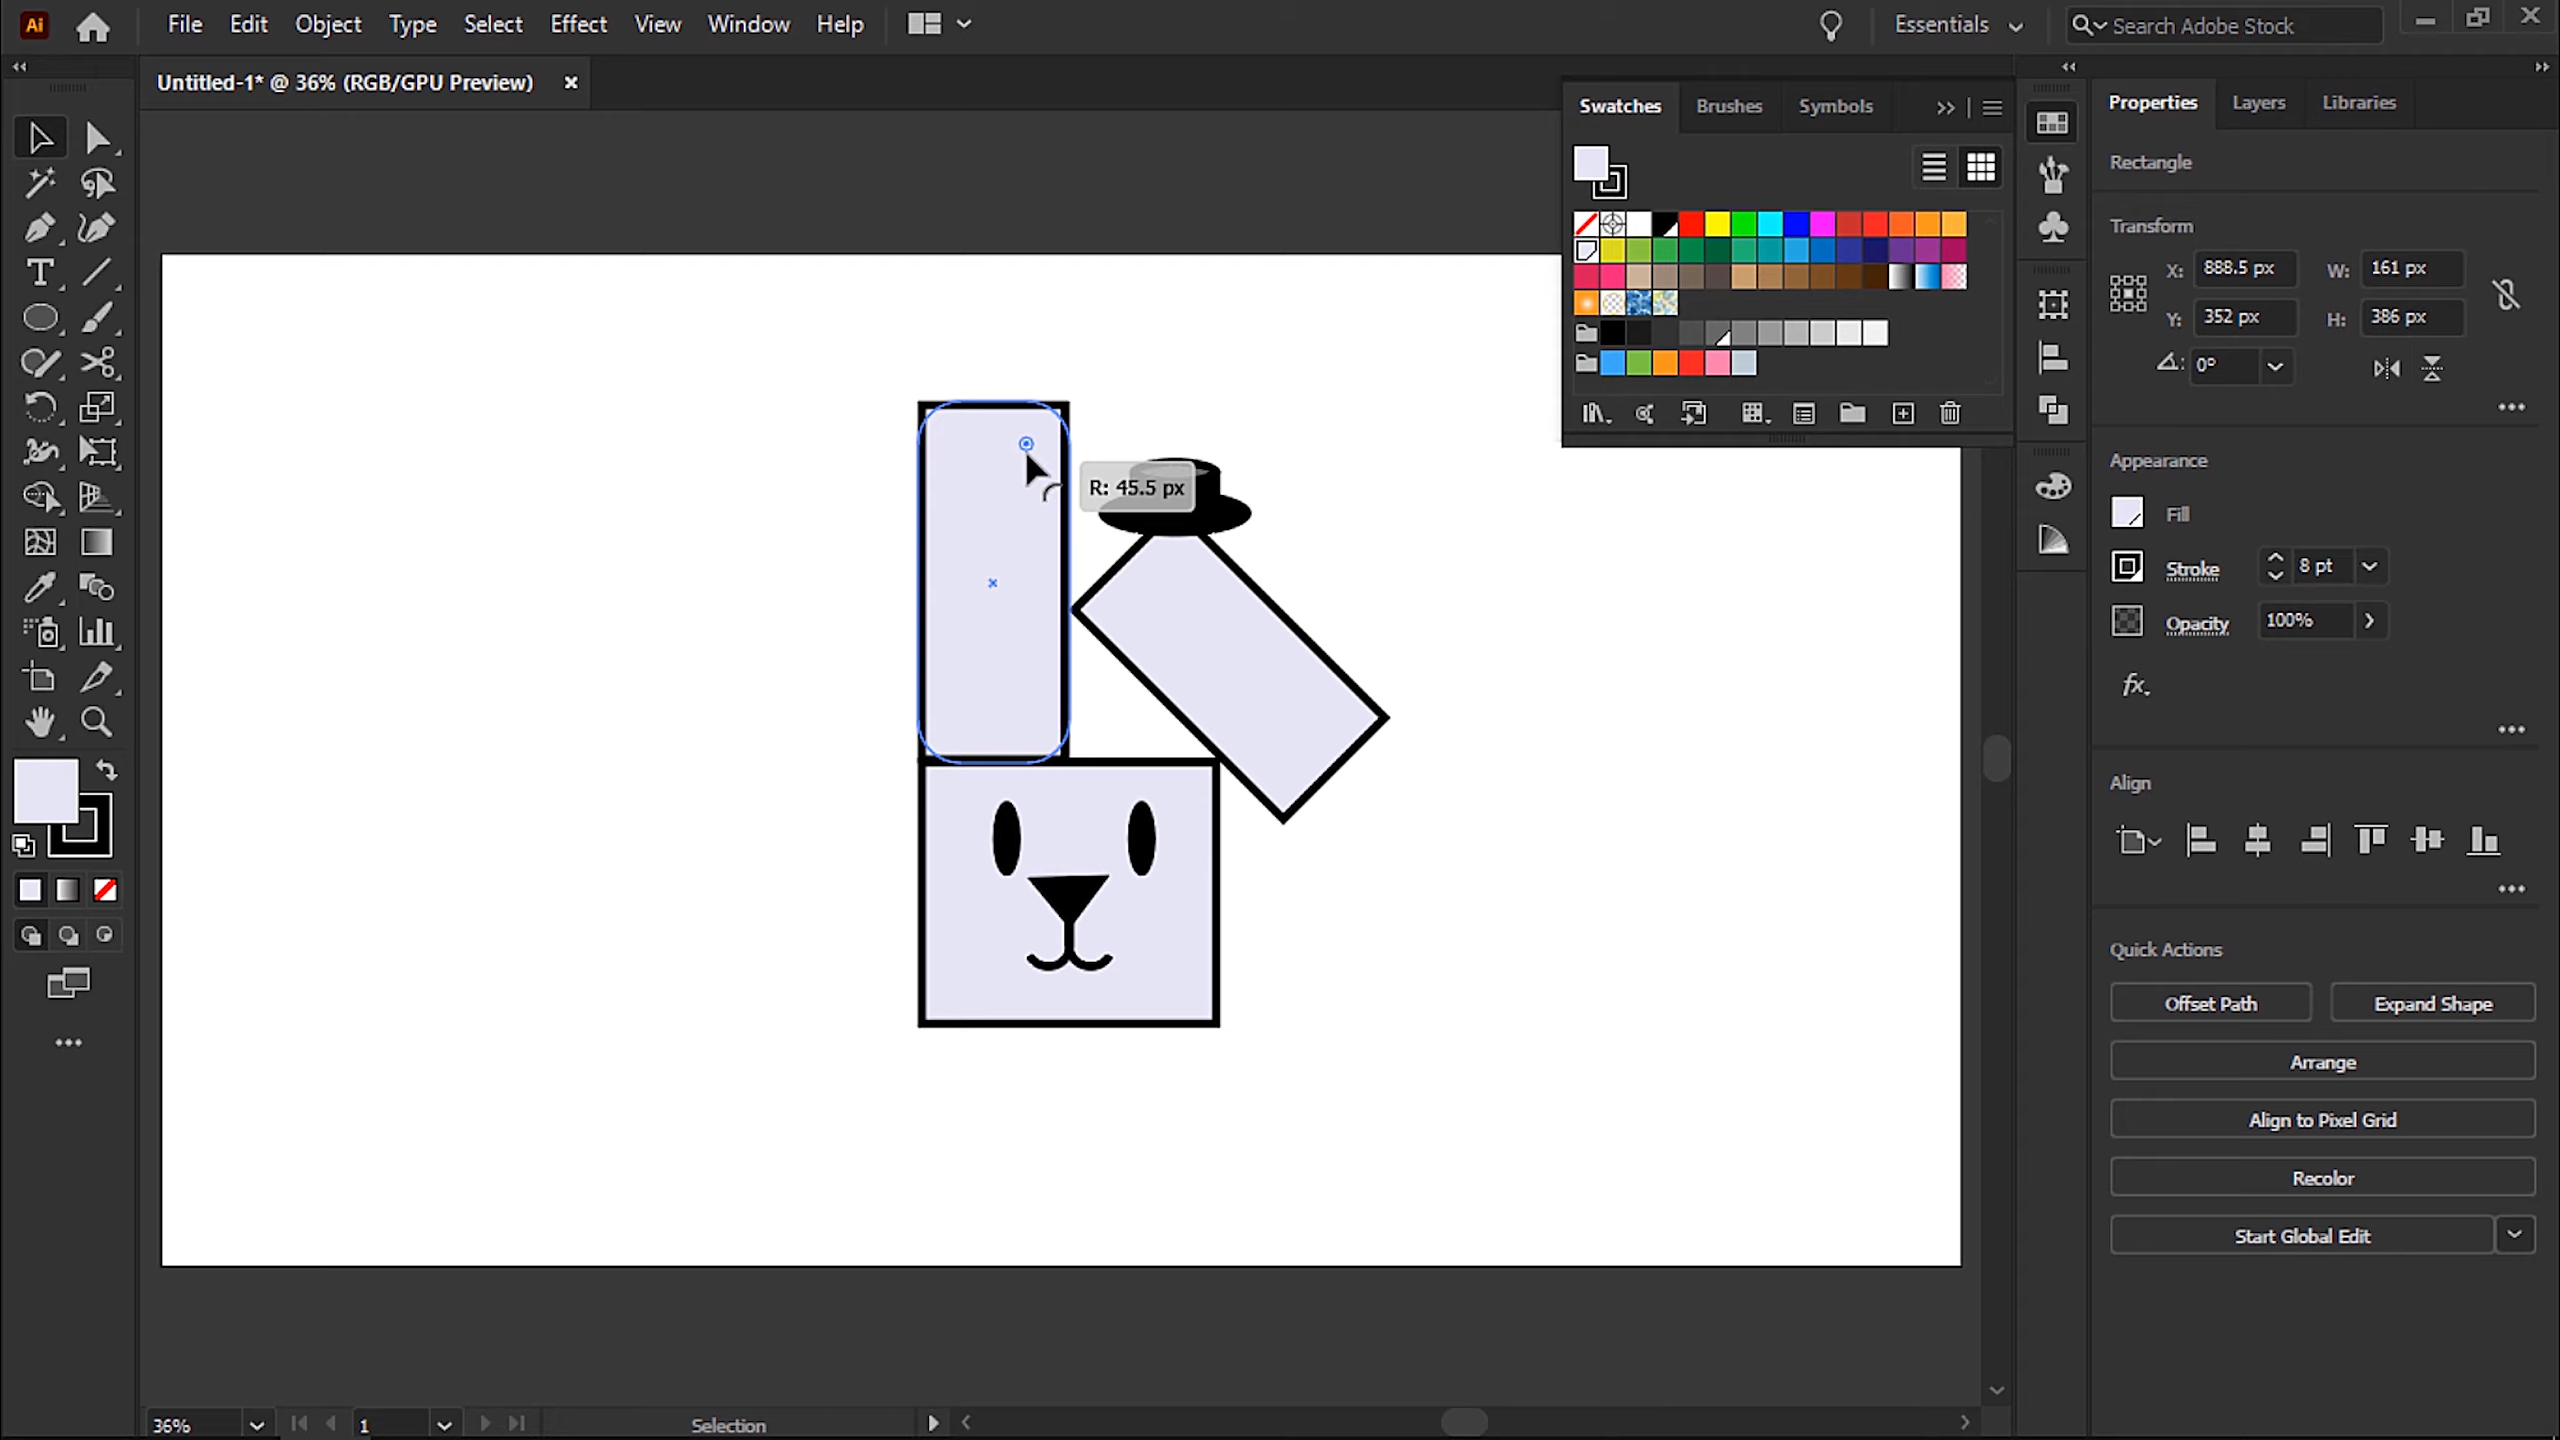 Ai File Edit Object Type Select Effect View Window Help Essentials Search Adobe Stock
Untitled-1* @ 36% (RGB/GPU Preview)
Swatches Brushes Symbols
Properties Layers Libraries
Rectangle
Transform
X: 888.5 px W: 161 px
Y: 352 px H: 386 px
0°
Appearance
Fill
Stroke 8 pt
Opacity 100%
fx
R: 45.5 px
Align
Quick Actions
Offset Path Expand Shape
Arrange
Align to Pixel Grid
Recolor
Start Global Edit
36% 1 Selection